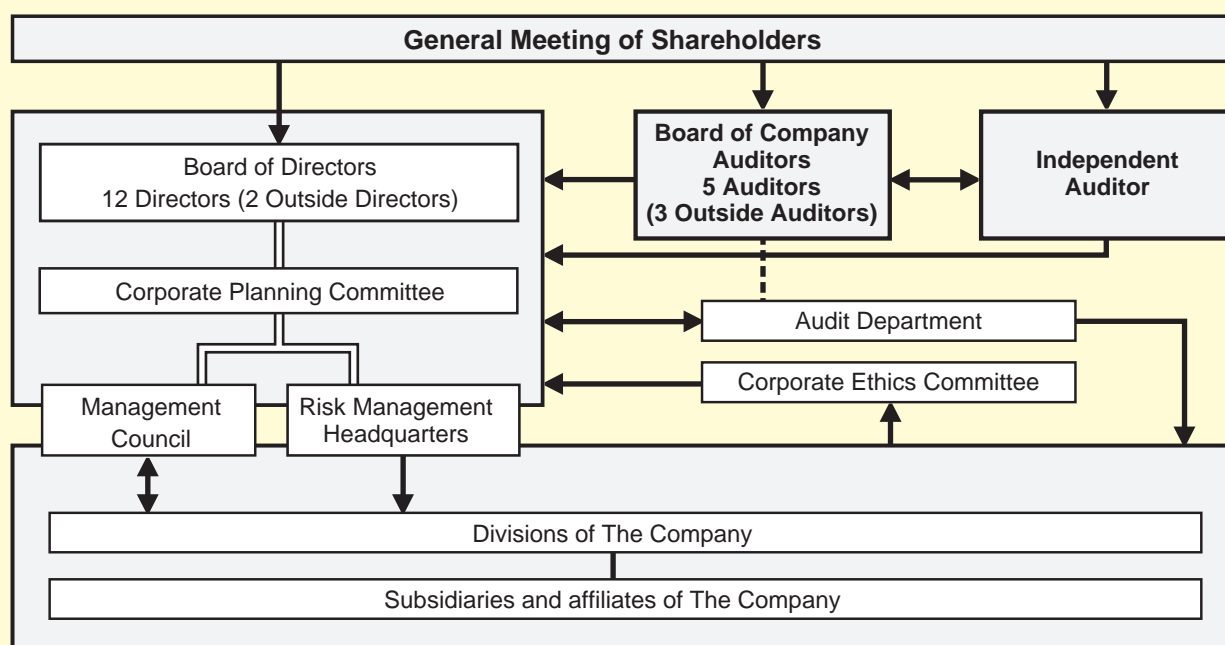 General Meeting of Shareholders
Board of Directors
12 Directors (2 Outside Directors)
Board of Company
Auditors
5 Auditors
(3 Outside Auditors)
Independent
Auditor
Corporate Planning Committee
Audit Department
Corporate Ethics Committee
Management
Council
Risk Management
Headquarters
Divisions of The Company
Subsidiaries and affiliates of The Company